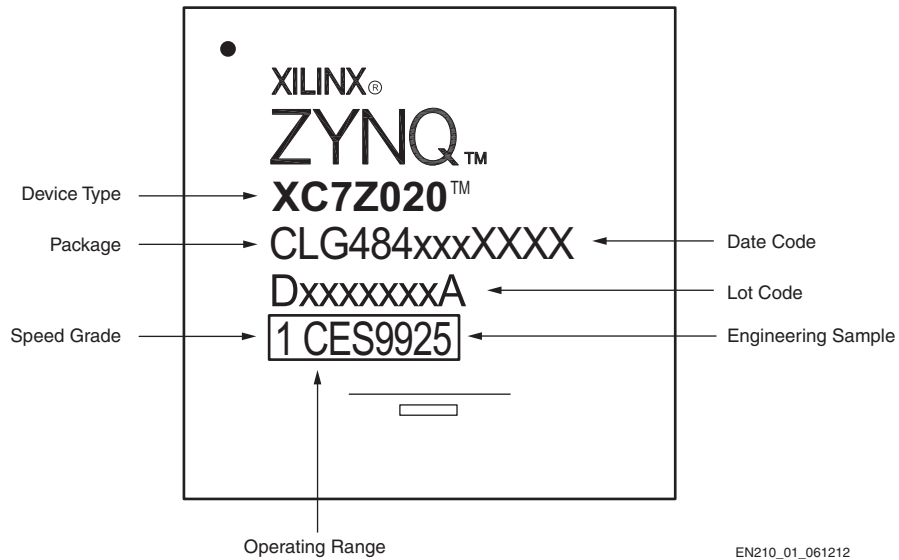 XILINX®
ZYNQ™
Device Type XC7Z020™
Package CLG484xxxXXXX Date Code
DxxxxxxxA Lot Code
Speed Grade 1 CES9925 Engineering Sample
Operating Range
EN210_01_061212